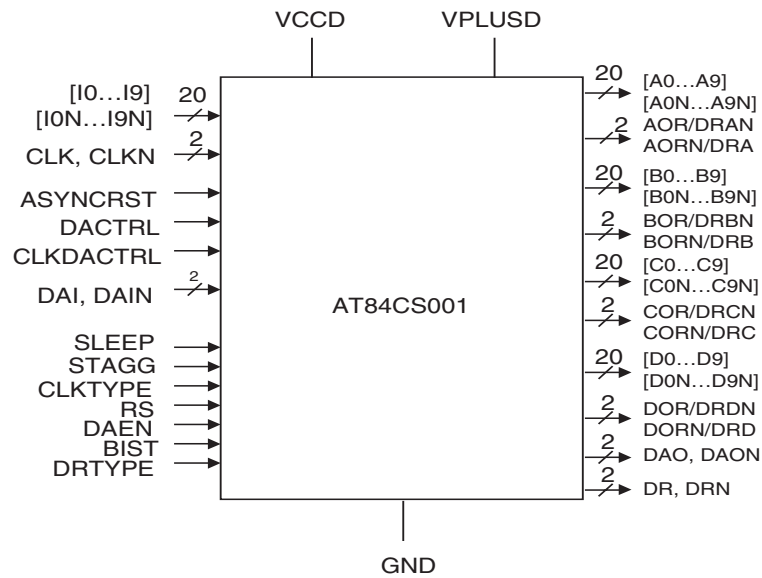 VCCD
VPLUSD
[I0...I9]
20
[I0N...I9N]
2
CLK, CLKN
ASYNCRST
DACTRL
CLKDACTRL
2
DAI, DAIN
SLEEP
STAGG
CLKTYPE
RS
DAEN
BIST
DRTYPE
AT84CS001
20
[A0...A9]
[A0N...A9N]
2
AOR/DRAN
AORN/DRA
20
[B0...B9]
[B0N...B9N]
2
BOR/DRBN
BORN/DRB
20
[C0...C9]
[C0N...C9N]
2
COR/DRCN
CORN/DRC
20
[D0...D9]
[D0N...D9N]
2
DOR/DRDN
DORN/DRD
2
DAO, DAON
2
DR, DRN
GND